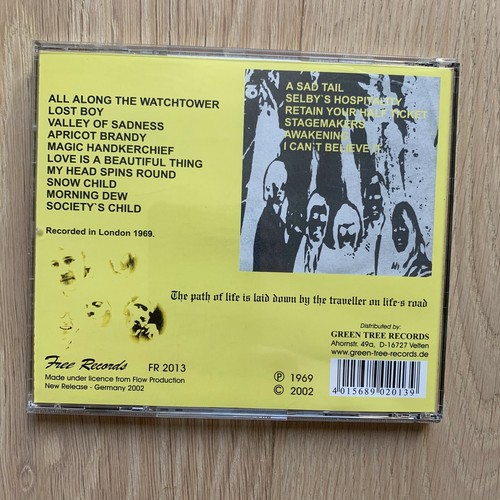 ALL ALONG THE WATCHTOWER
LOST BOY
VALLEY OF SADNESS
APRICOT BRANDY
MAGIC HANDKERCHIEF
LOVE IS A BEAUTIFUL THING
MY HEAD SPINS ROUND
SNOW CHILD
MORNING DEW
SOCIETY`S CHILD
Recorded in London 1969.
A SAD TAIL
SELBY`S HOSPITALITY
RETAIN YOUR HALF TICKET
STAGEMAKERS
AWAKENING
I CAN`T BELIEVE IT
The path of life is laid down by the traveller on life's road
Distributed by:
GREEN TREE RECORDS
Ahornstr. 49a, D-16727 Velten
www.green-tree-records.de
Free Records
FR 2013
Made under licence from Flow Production
New Release - Germany 2002
℗ 1969
© 2002
4 015689 020139